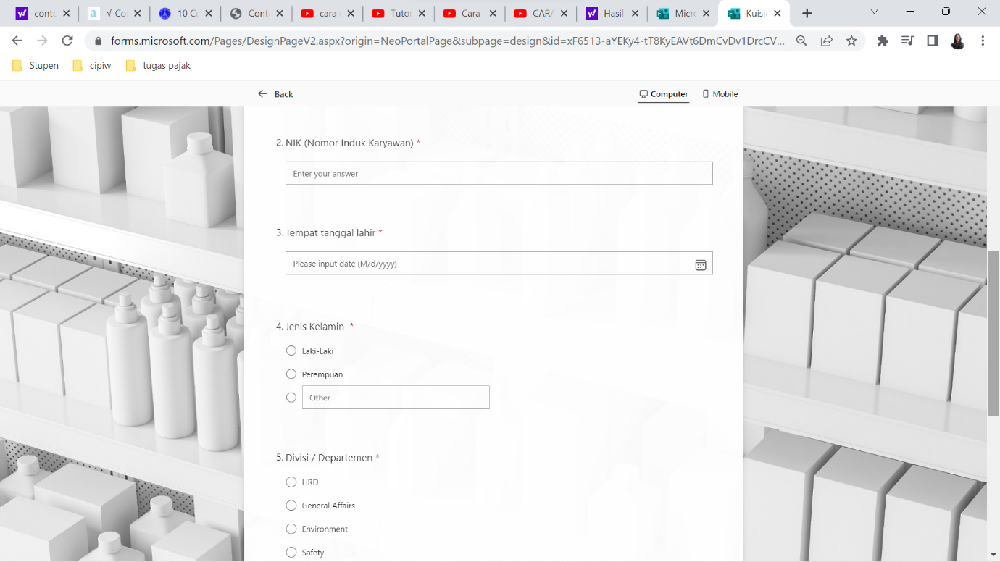 conto
√ Co
10 C
Cont
cara
Tuto
Cara
CARA
Hasil
Micro
Kuisi
forms.microsoft.com/Pages/DesignPageV2.aspx?origin=NeoPortalPage&subpage=design&id=xF6513-aYEKy4-tT8KyEAVt6DmCvDv1DrcCV...
Stupen cipiw tugas pajak
Back Computer Mobile
2. NIK (Nomor Induk Karyawan) *
Enter your answer
3. Tempat tanggal lahir *
Please input date (M/d/yyyy)
4. Jenis Kelamin *
Laki-Laki
Perempuan
Other
5. Divisi / Departemen *
HRD
General Affairs
Environment
Safety